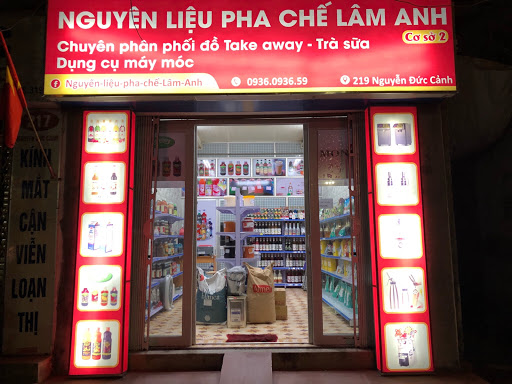 NGUYÊN LIỆU PHA CHẾ LÂM ANH
Chuyên phân phối đồ Take away - Trà sữa
Cơ sở 2
Dụng cụ máy móc
f Nguyên-liệu-pha-chế-Lâm-Anh
0936.0936.59
219 Nguyễn Đức Cảnh
KÍNH
MẮT
CẬN
VIỄN
LOẠN
THỊ